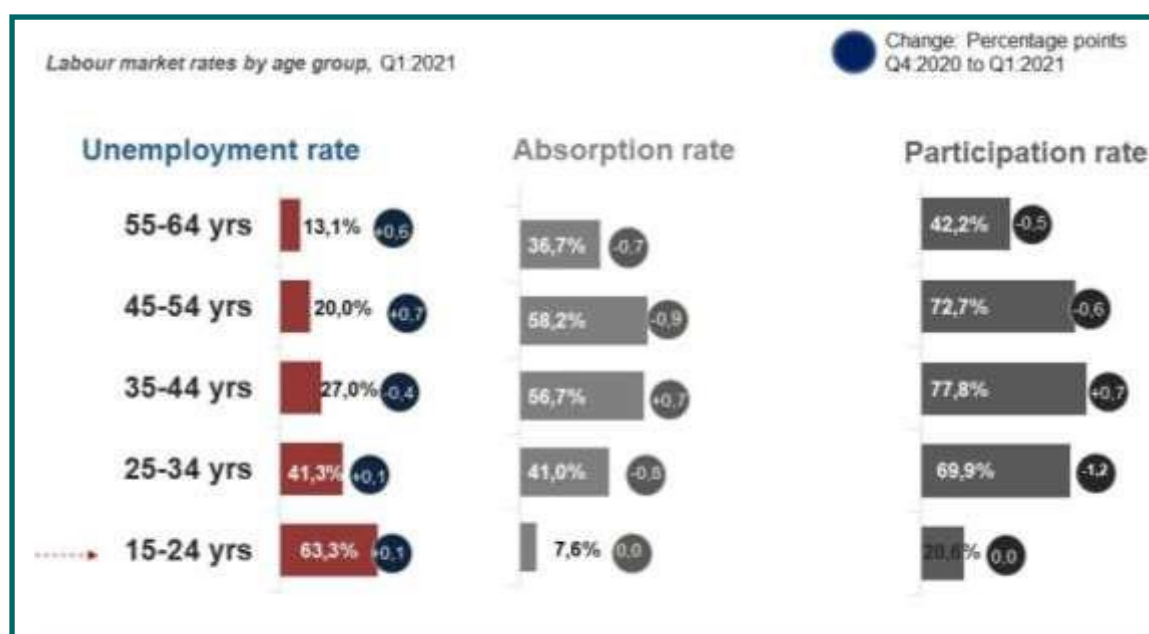 Labour market rates by age group, Q1:2021
Change: Percentage points
Q4:2020 to Q1:2021
Unemployment rate
Absorption rate
Participation rate
55-64 yrs 13,1% +0,6 36,7% -0,7 42,2% -0,5
45-54 yrs 20,0% +0,7 58,2% -0,9 72,7% -0,6
35-44 yrs 27,0% -0,4 56,7% +0,7 77,8% +0,7
25-34 yrs 41,3% +0,1 41,0% -0,8 69,9% -1,2
15-24 yrs 63,3% +0,1 7,6% 0,0 20,6% 0,0